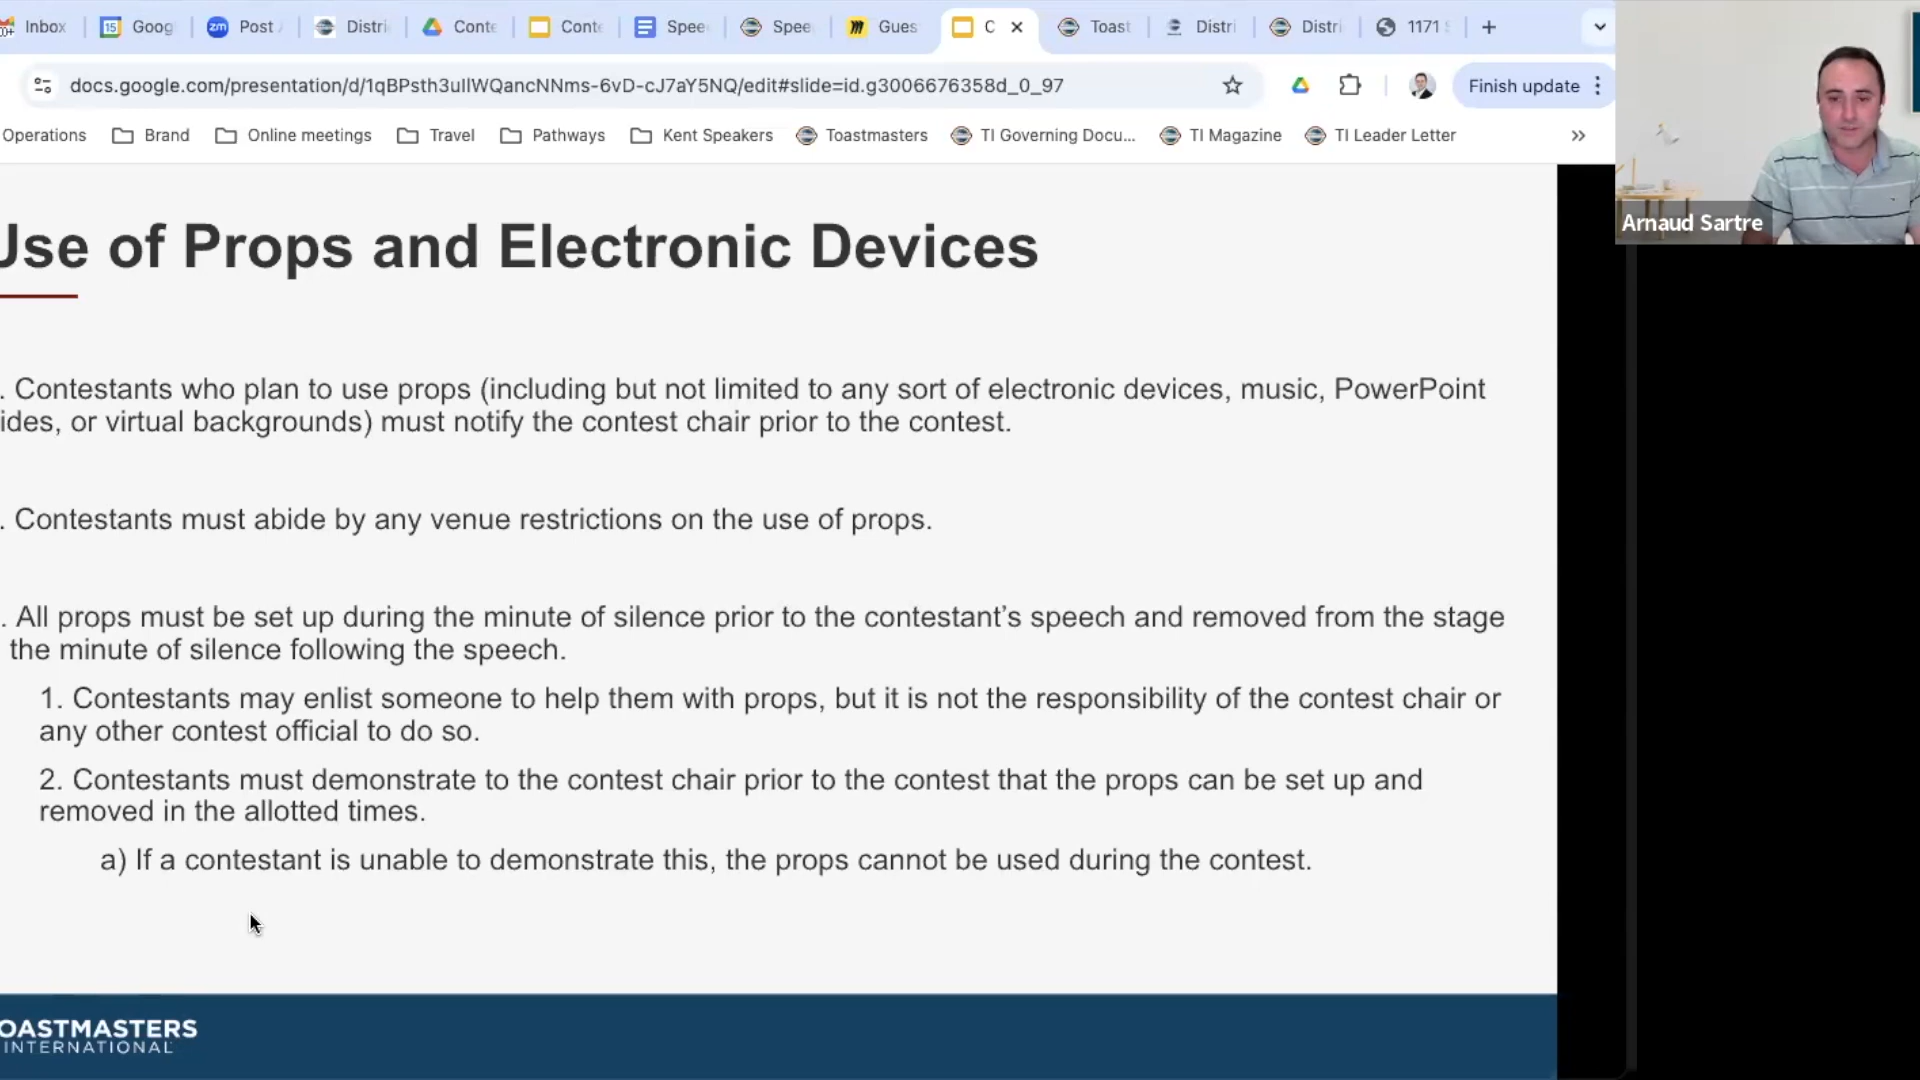 Inbox 15 Goog zm Post Distri Conte Conte Spee Spee Gues C Toast Distri Distri 1171
docs.google.com/presentation/d/1qBPsth3uIlWQancNNms-6vD-cJ7aY5NQ/edit#slide=id.g3006676358d_0_97 Finish update
Operations Brand Online meetings Travel Pathways Kent Speakers Toastmasters TI Governing Docu... TI Magazine TI Leader Letter
Arnaud Sartre
Use of Props and Electronic Devices
. Contestants who plan to use props (including but not limited to any sort of electronic devices, music, PowerPoint
ides, or virtual backgrounds) must notify the contest chair prior to the contest.
. Contestants must abide by any venue restrictions on the use of props.
. All props must be set up during the minute of silence prior to the contestant’s speech and removed from the stage
the minute of silence following the speech.
1. Contestants may enlist someone to help them with props, but it is not the responsibility of the contest chair or
any other contest official to do so.
2. Contestants must demonstrate to the contest chair prior to the contest that the props can be set up and
removed in the allotted times.
a) If a contestant is unable to demonstrate this, the props cannot be used during the contest.
OASTMASTERS
INTERNATIONAL